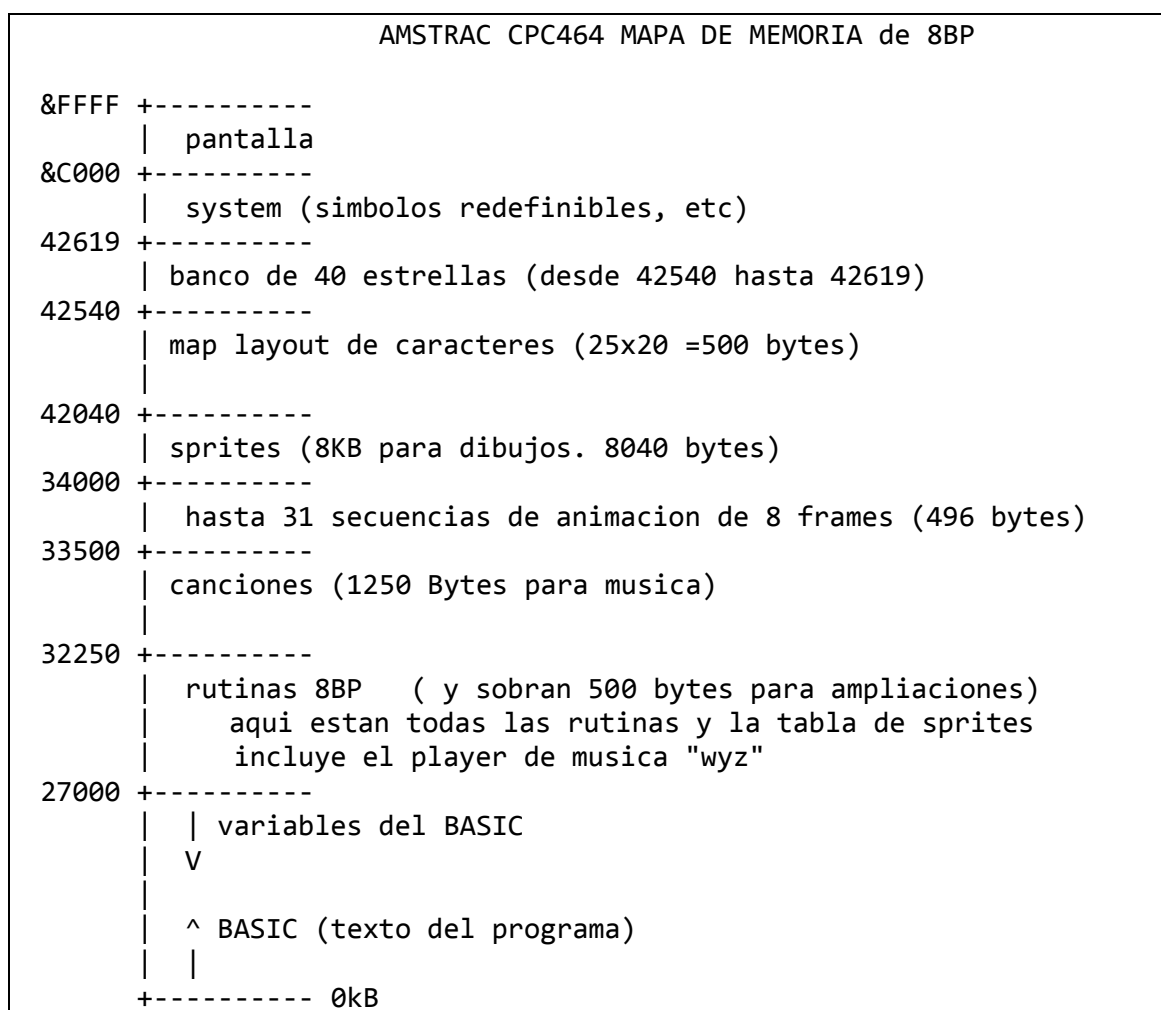 AMSTRAC CPC464 MAPA DE MEMORIA de 8BP
&FFFF +----------
| pantalla
&C000 +----------
| system (simbolos redefinibles, etc)
42619 +----------
| banco de 40 estrellas (desde 42540 hasta 42619)
42540 +----------
| map layout de caracteres (25x20 =500 bytes)
|
42040 +----------
| sprites (8KB para dibujos. 8040 bytes)
34000 +----------
| hasta 31 secuencias de animacion de 8 frames (496 bytes)
33500 +----------
| canciones (1250 Bytes para musica)
|
32250 +----------
| rutinas 8BP ( y sobran 500 bytes para ampliaciones)
| aqui estan todas las rutinas y la tabla de sprites
| incluye el player de musica "wyz"
27000 +----------
| | variables del BASIC
| V
|
| ^ BASIC (texto del programa)
| |
+---------- 0kB